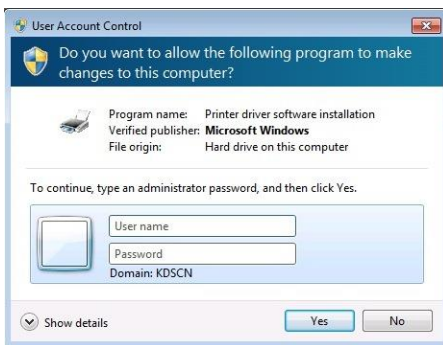 User Account Control
Do you want to allow the following program to make
changes to this computer?
Program name: Printer driver software installation
Verified publisher: Microsoft Windows
File origin: Hard drive on this computer
To continue, type an administrator password, and then click Yes.
User name
Password
Domain: KDSCN
Show details
Yes
No